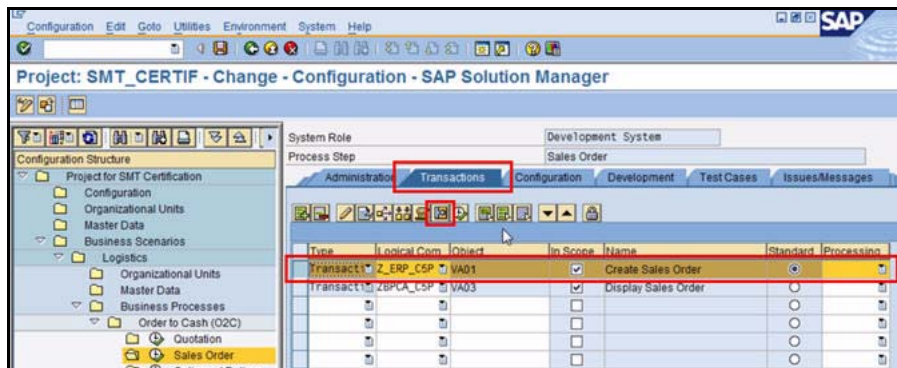 Configuration Edit Goto Utilities Environment System Help
SAP
Project: SMT_CERTIF - Change - Configuration - SAP Solution Manager
System Role Development System
Configuration Structure
Process Step Sales Order
Project for SMT Certification
Administration Transactions Configuration Development Test Cases Issues/Messages
Configuration
Organizational Units
Master Data
Business Scenarios
Type Logical Com Object In Scope Name Standard Processing
Logistics
Transacti Z_ERP_C5P VA01 Create Sales Order
Organizational Units
Transacti ZBPCA_C5P VA03 Display Sales Order
Master Data
Business Processes
Order to Cash (O2C)
Quotation
Sales Order